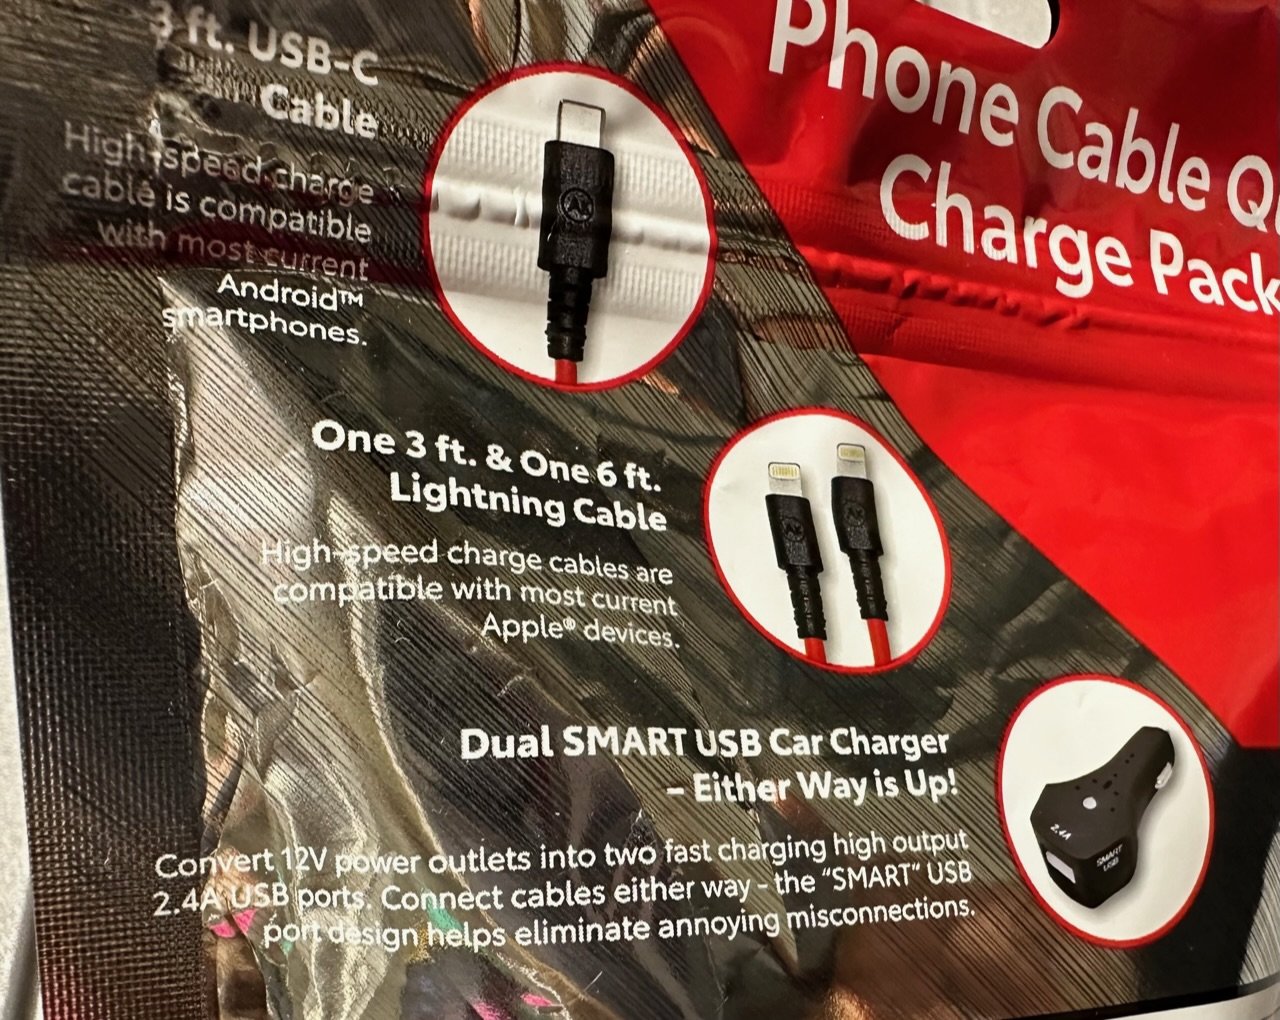 3 ft. USB-C
Cable
High-speed charge
cable is compatible
with most current
Android™
smartphones.
Phone Cable
Charge Pack
One 3 ft. & One 6 ft.
Lightning Cable
High-speed charge cables are
compatible with most current
Apple® devices.
Dual SMART USB Car Charger
– Either Way is Up!
Convert 12V power outlets into two fast charging high output
2.4A USB ports. Connect cables either way - the “SMART” USB
port design helps eliminate annoying misconnections.
2.4A
SMART
USB